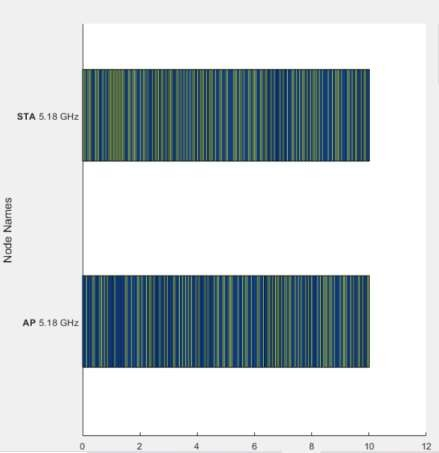 Node Names
STA 5.18 GHz
AP 5.18 GHz
0 2 4 6 8 10 12